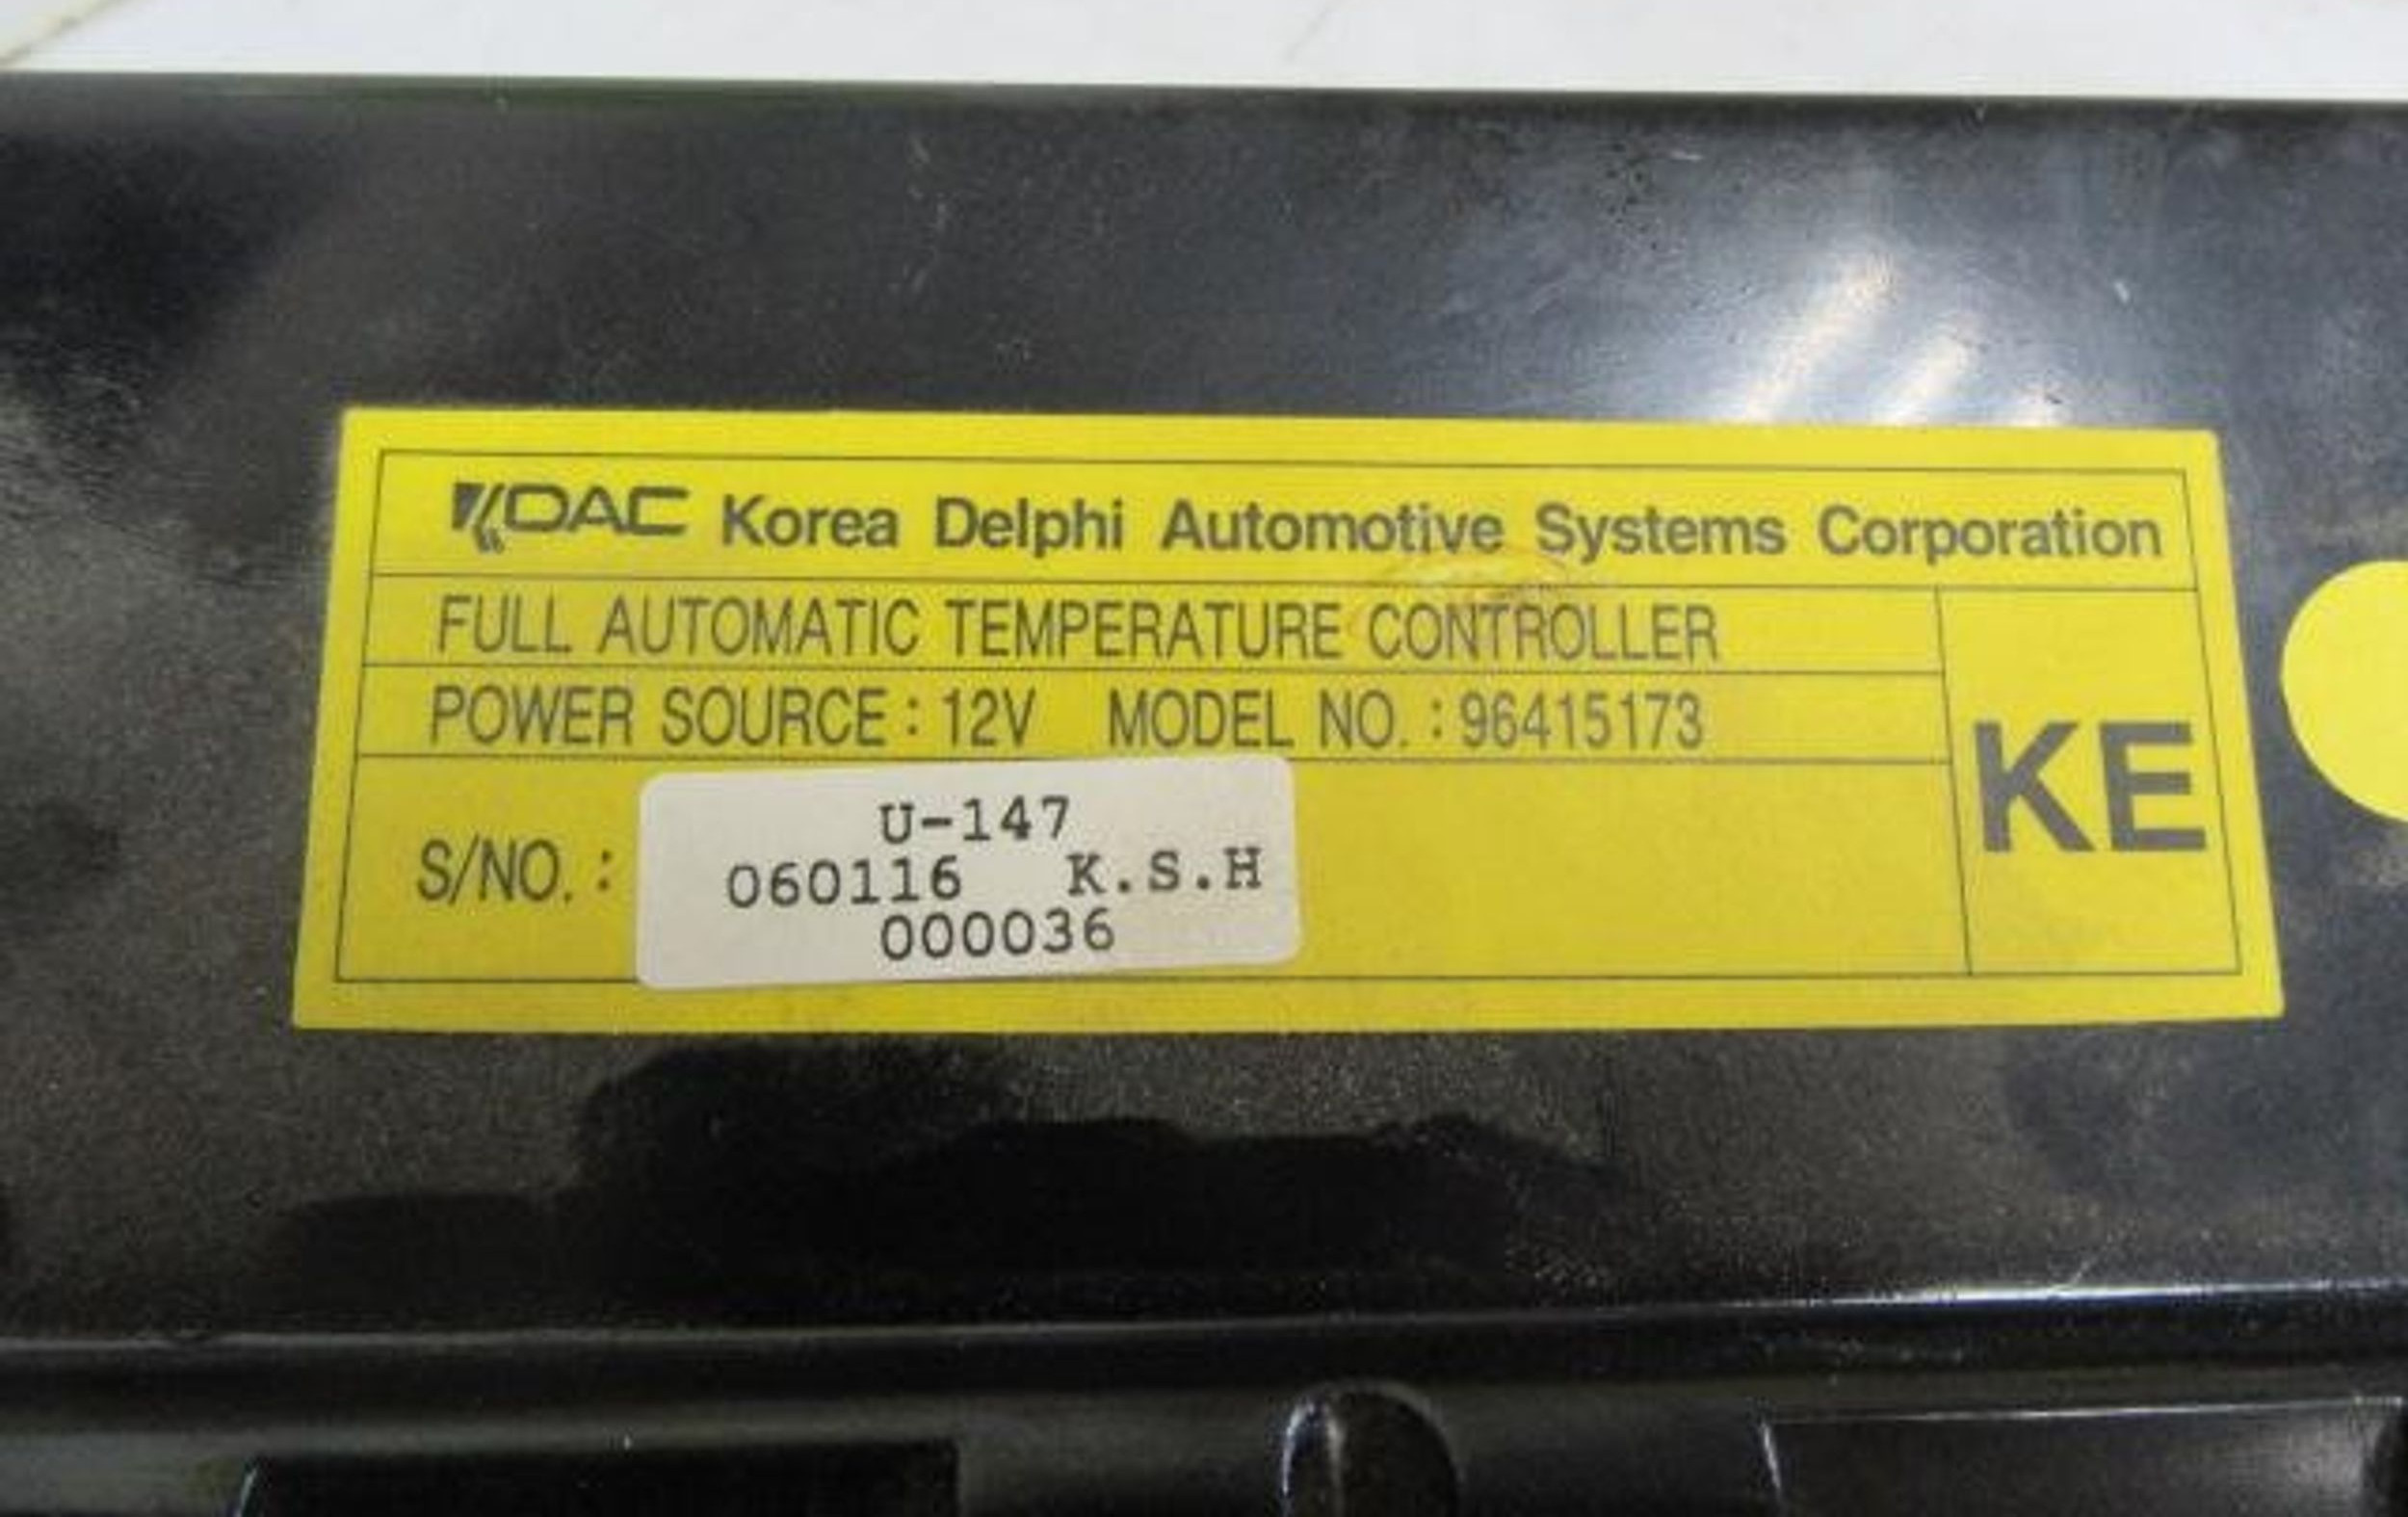 KDAC Korea Delphi Automotive Systems Corporation
FULL AUTOMATIC TEMPERATURE CONTROLLER
POWER SOURCE : 12V MODEL NO. : 96415173
KE
S/NO. :
U-147
060116 K.S.H
000036